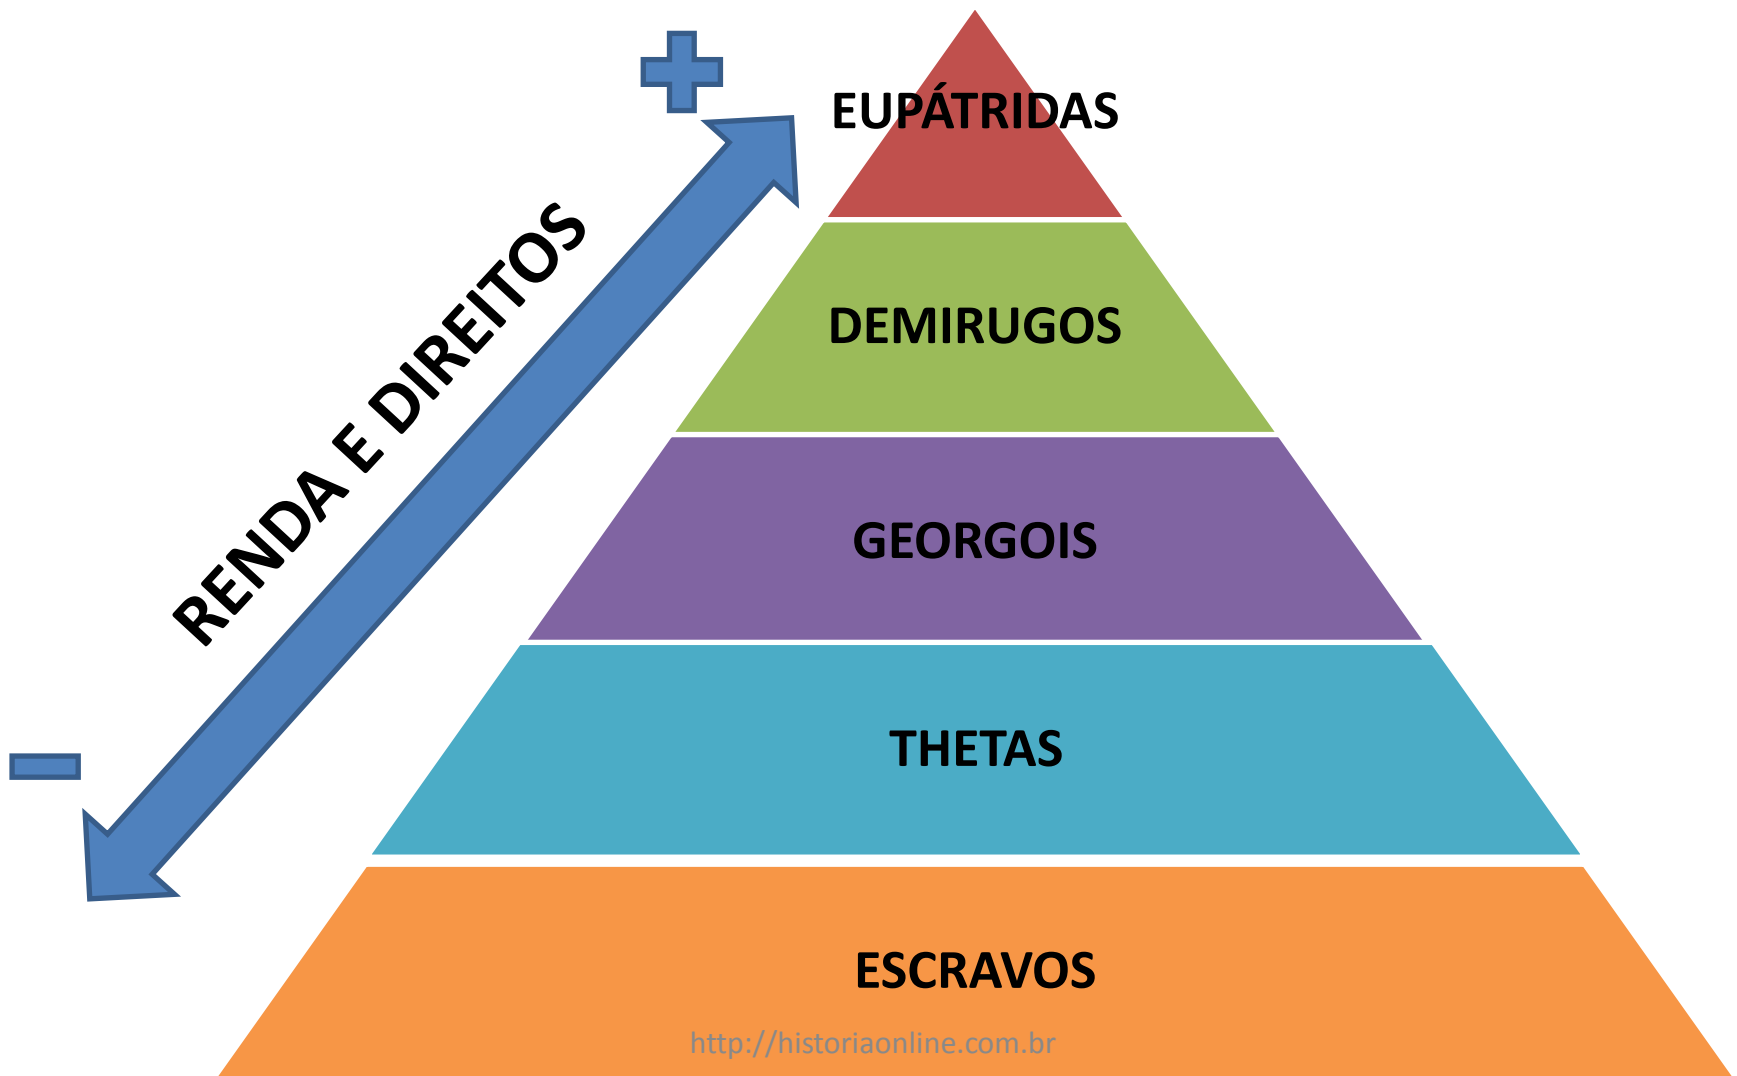 EUPÁTRIDAS
RENDA E DIREITOS
DEMIRUGOS
GEORGOIS
THETAS
ESCRAVOS
http://historiaonline.com.br